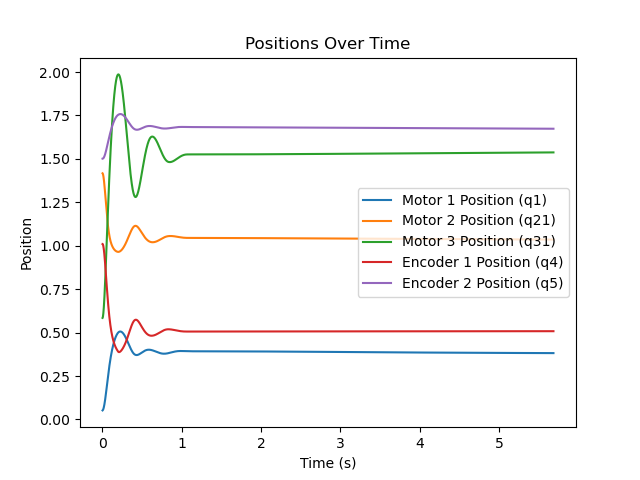 Positions Over Time
2.00
1.75
1.50
1.25
1.00
0.75
0.50
0.25
0.00
Position
Motor 1 Position (q1)
Motor 2 Position (q21)
Motor 3 Position (q31)
Encoder 1 Position (q4)
Encoder 2 Position (q5)
0 1 2 3 4 5
Time (s)